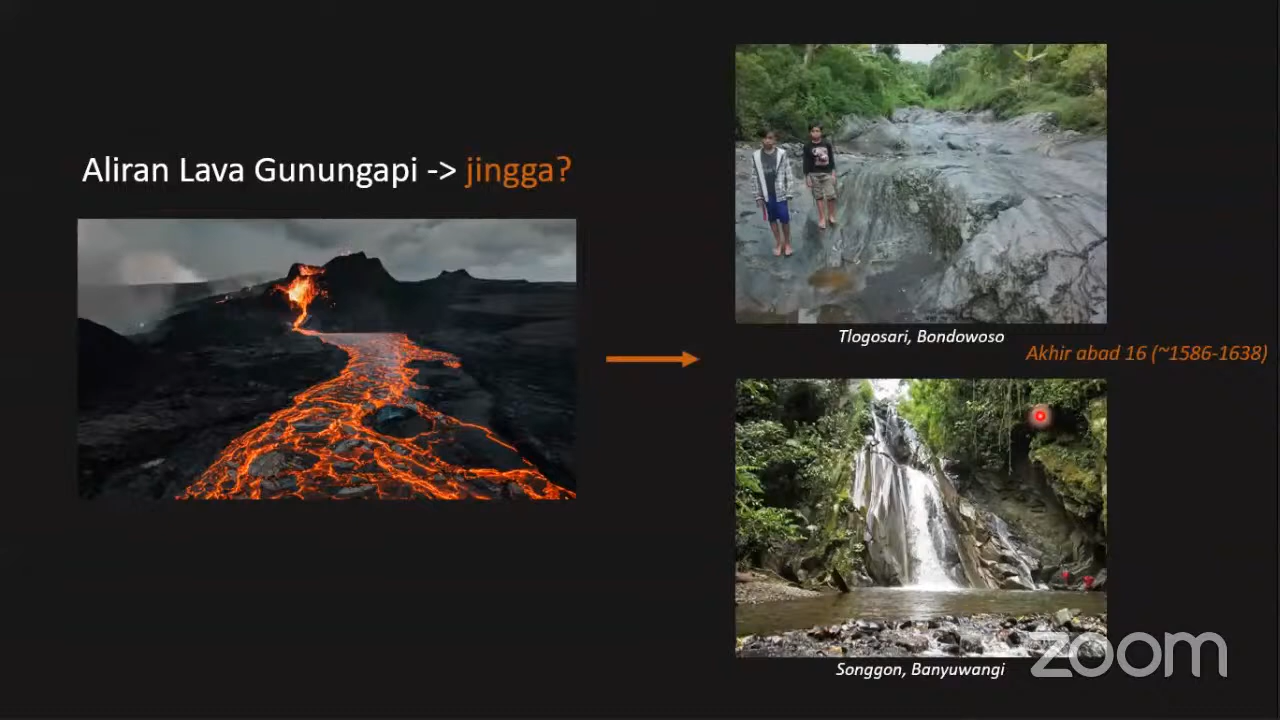 Aliran Lava Gunungapi -> jingga?
Tlogosari, Bondowoso
Akhir abad 16 (~1586-1638)
Songgon, Banyuwangi
zoom